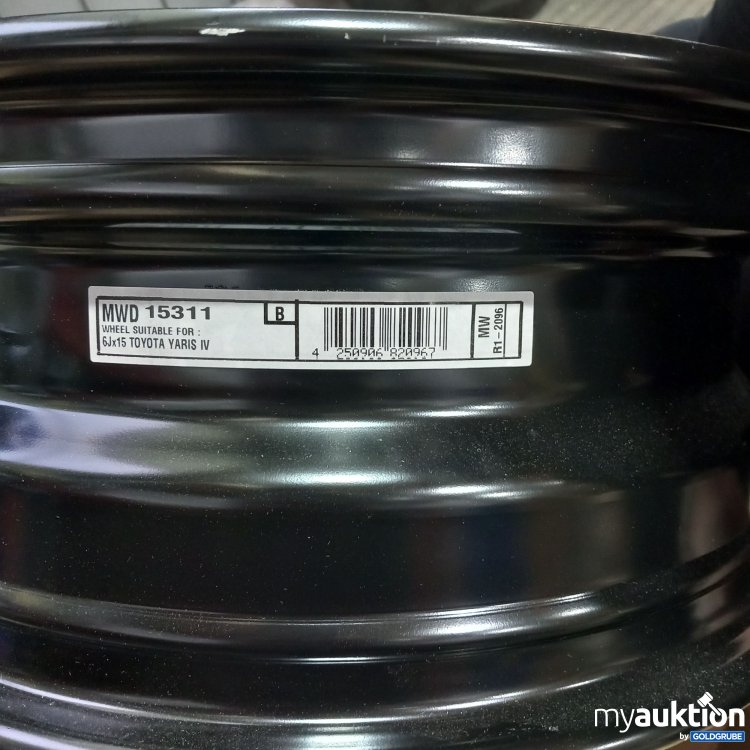 MWD 15311
B
WHEEL SUITABLE FOR :
6Jx15 TOYOTA YARIS IV
4 250906 820967
MW
R1-2096
myauktion
by GOLDGRUBE